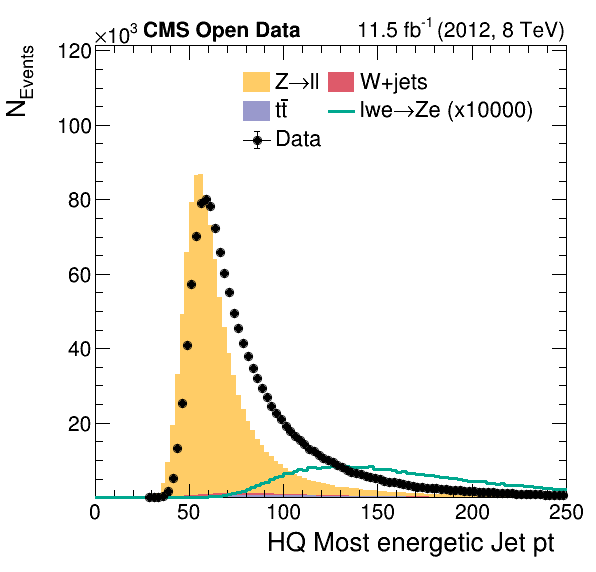 ×10³ CMS Open Data 11.5 fb⁻¹ (2012, 8 TeV)
120
100
80
60
40
20
N_Events
Z→ll W+jets
tt̄ lwe→Ze (x10000)
Data
0 50 100 150 200 250
HQ Most energetic Jet pt